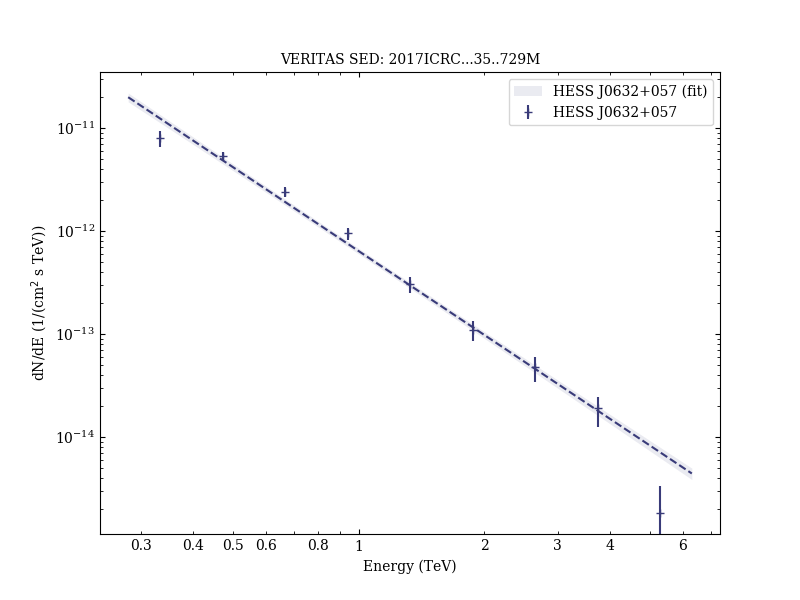 VERITAS SED: 2017ICRC...35..729M
HESS J0632+057 (fit)
HESS J0632+057
dN/dE (1/(cm² s TeV))
10⁻¹¹
10⁻¹²
10⁻¹³
10⁻¹⁴
0.3 0.4 0.5 0.6 0.8 1 2 3 4 6
Energy (TeV)